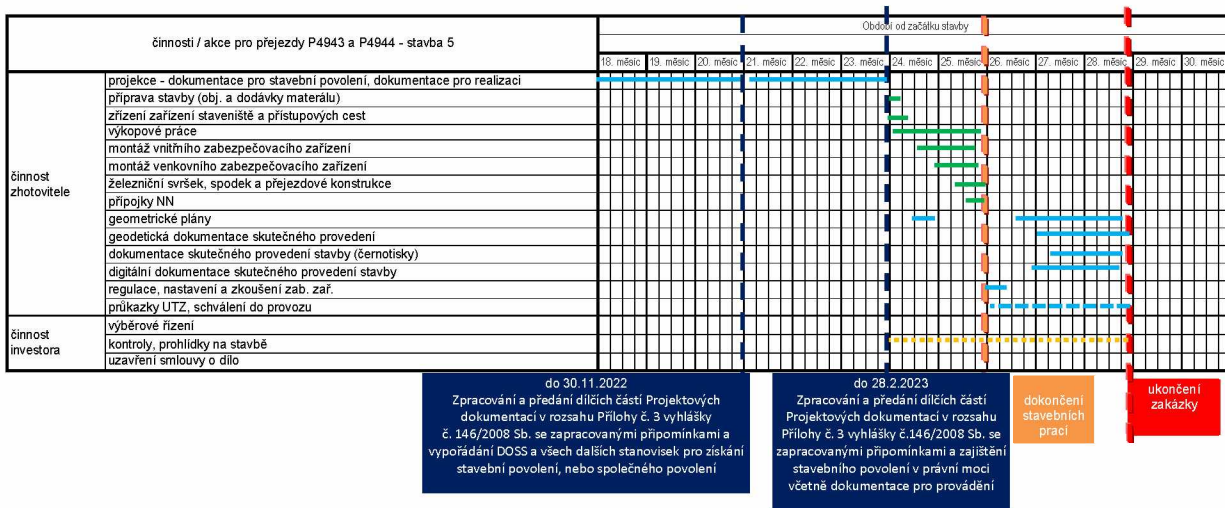 Období od začátku stavby
činnosti / akce pro přejezdy P4943 a P4944 - stavba 5
18. měsíc 19. měsíc 20. měsíc 21. měsíc 22. měsíc 23. měsíc 24. měsíc 25. měsíc 26. měsíc 27. měsíc 28. měsíc 29. měsíc 30. měsíc
činnost
zhotovitele
projekce - dokumentace pro stavební povolení, dokumentace pro realizaci
příprava stavby (obj. a dodávky materálu)
zřízení zařízení staveniště a přístupových cest
výkopové práce
montáž vnitřního zabezpečovacího zařízení
montáž venkovního zabezpečovacího zařízení
železniční svršek, spodek a přejezdové konstrukce
přípojky NN
geometrické plány
geodetická dokumentace skutečného provedení
dokumentace skutečného provedení stavby (černotisky)
digitální dokumentace skutečného provedení stavby
regulace, nastavení a zkoušení zab. zař.
průkazky UTZ, schválení do provozu
činnost
investora
výběrové řízení
kontroly, prohlídky na stavbě
uzavření smlouvy o dílo
do 30.11.2022
Zpracování a předání dílčích částí Projektových
dokumentací v rozsahu Přílohy č. 3 vyhlášky
č. 146/2008 Sb. se zapracovanými připomínkami a
vypořádání DOSS a všech dalších stanovisek pro získání
stavební povolení, nebo společného povolení
do 28.2.2023
Zpracování a předání dílčích částí
Projektových dokumentací v rozsahu
Přílohy č. 3 vyhlášky č.146/2008 Sb. se
zapracovanými připomínkami a zajištění
stavebního povolení v právní moci
včetně dokumentace pro provádění
dokončení
stavebních
prací
ukončení
zakázky